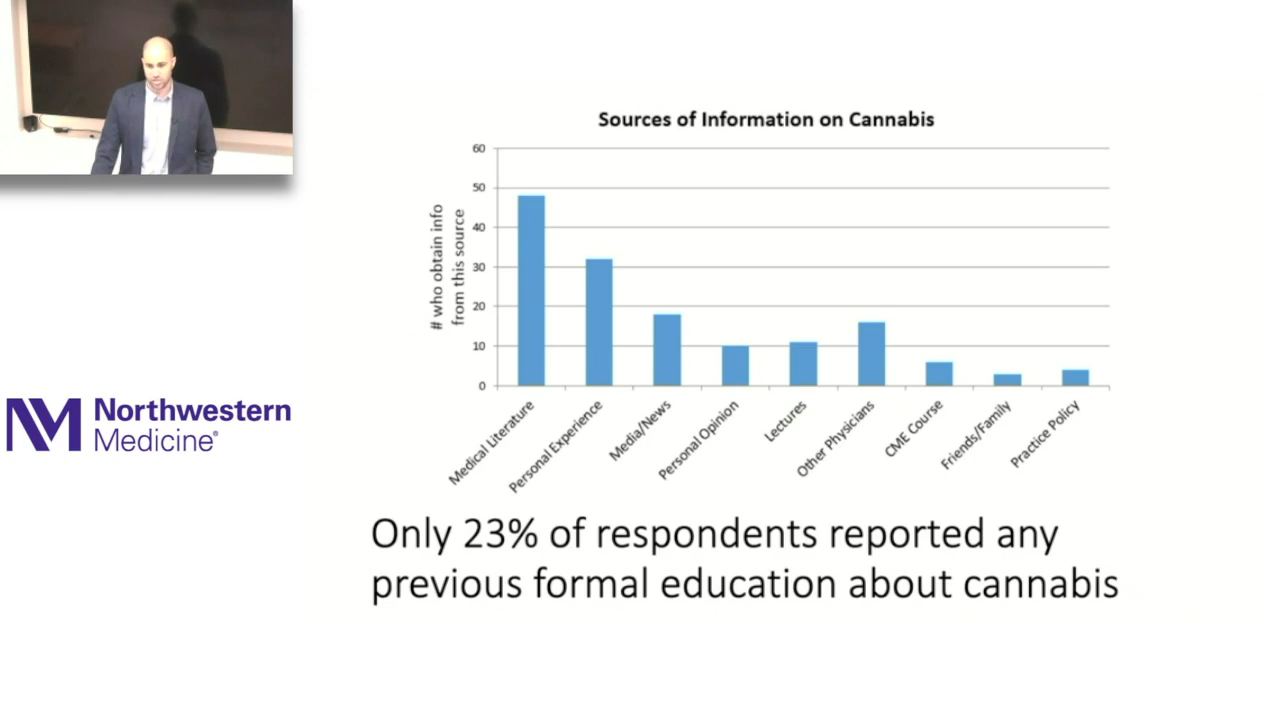 Sources of Information on Cannabis
# who obtain info
from this source
60
50
40
30
20
10
0
Medical Literature
Personal Experience
Media/News
Personal Opinion
Lectures
Other Physicians
CME Course
Friends/Family
Practice Policy
NM Northwestern
Medicine®
Only 23% of respondents reported any
previous formal education about cannabis